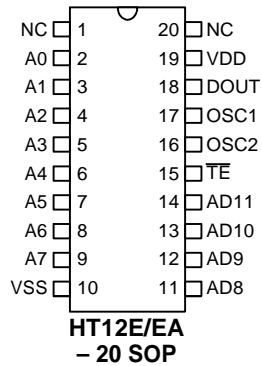 NC 1 20 NC
A0 2 19 VDD
A1 3 18 DOUT
A2 4 17 OSC1
A3 5 16 OSC2
A4 6 15 T̅E̅
A5 7 14 AD11
A6 8 13 AD10
A7 9 12 AD9
VSS 10 11 AD8
HT12E/EA
– 20 SOP